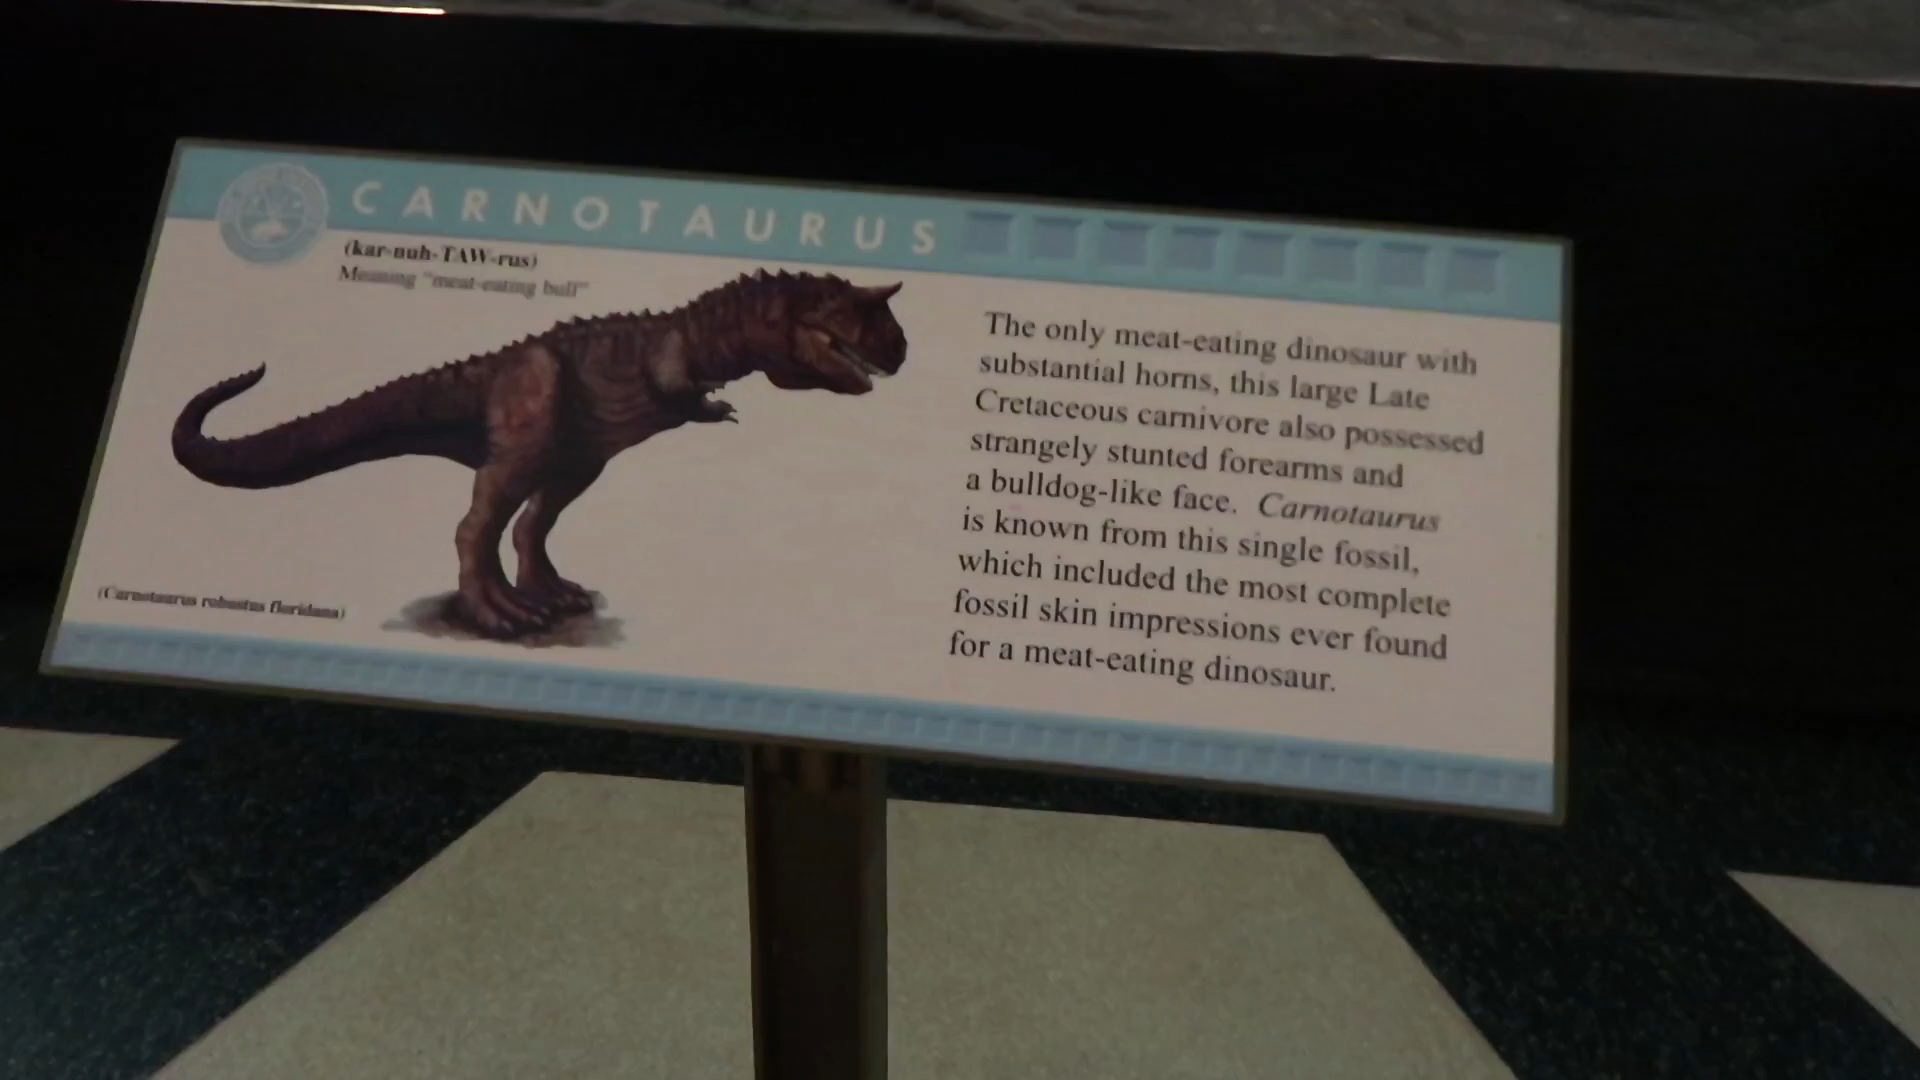 CARNOTAURUS
(kar-nuh-TAW-rus)
Meaning "meat-eating bull"
The only meat-eating dinosaur with
substantial horns, this large Late
Cretaceous carnivore also possessed
strangely stunted forearms and
a bulldog-like face. Carnotaurus
is known from this single fossil,
which included the most complete
fossil skin impressions ever found
for a meat-eating dinosaur.
(Carnotaurus robustus floridana)